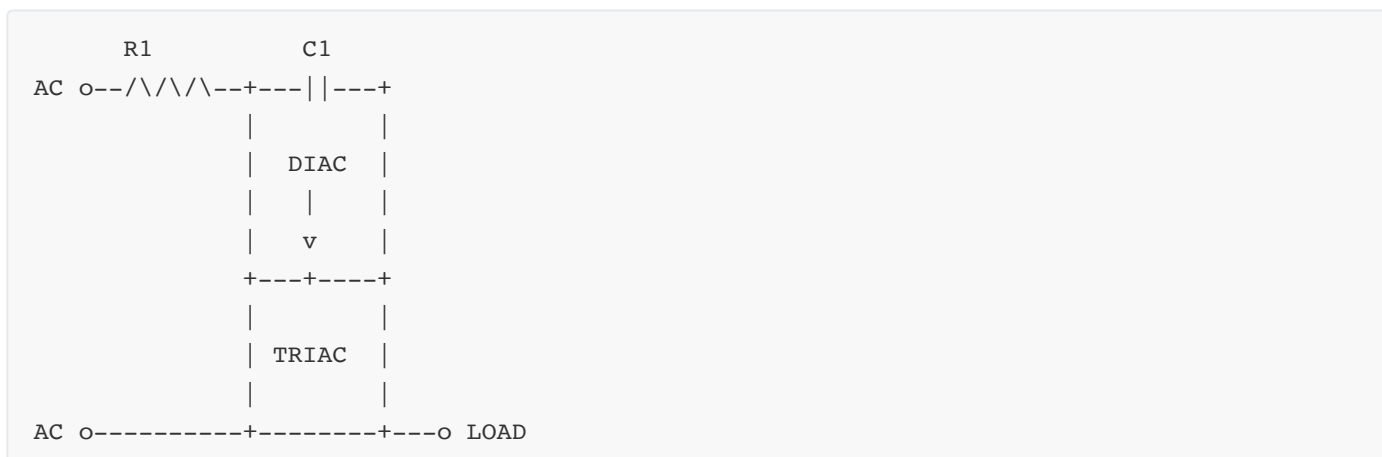 R1          C1
AC o--/\/\/\--+---||---+
              |        |
              |  DIAC  |
              |   |    |
              |   v    |
              +---+----+
              |        |
              | TRIAC  |
              |        |
AC o----------+--------+---o LOAD